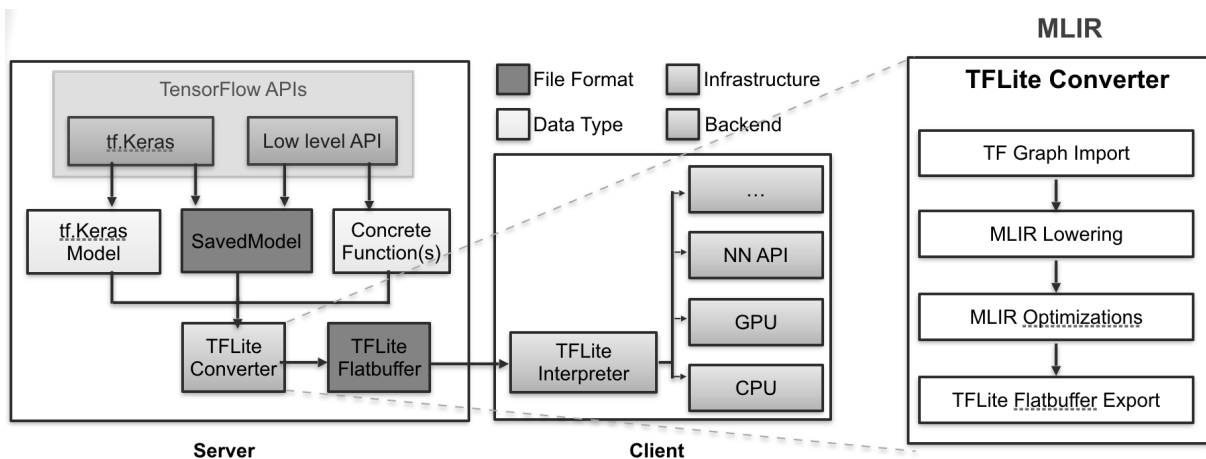 MLIR
TensorFlow APIs
tf.Keras
Low level API
tf.Keras
Model
SavedModel
Concrete
Function(s)
TFLite
Converter
TFLite
Flatbuffer
Server
File Format
Infrastructure
Data Type
Backend
TFLite
Interpreter
…
NN API
GPU
CPU
Client
TFLite Converter
TF Graph Import
MLIR Lowering
MLIR Optimizations
TFLite Flatbuffer Export